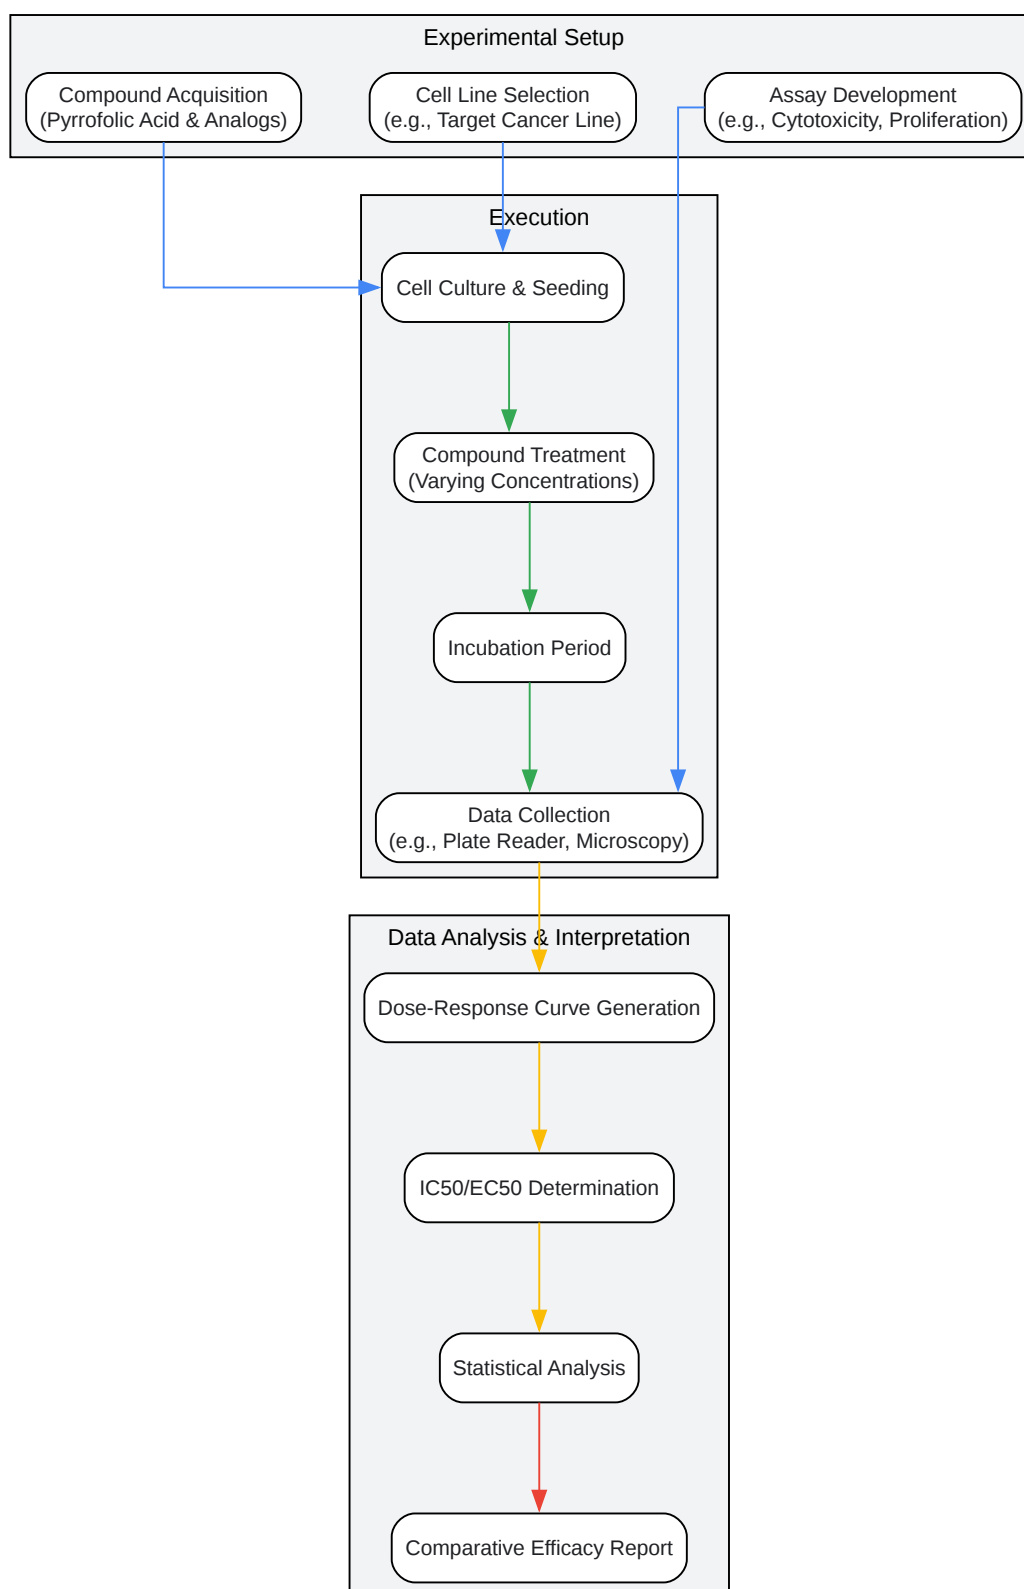 Experimental Setup
Compound Acquisition
(Pyrrofolic Acid & Analogs)
Cell Line Selection
(e.g., Target Cancer Line)
Assay Development
(e.g., Cytotoxicity, Proliferation)
Execution
Cell Culture & Seeding
Compound Treatment
(Varying Concentrations)
Incubation Period
Data Collection
(e.g., Plate Reader, Microscopy)
Data Analysis & Interpretation
Dose-Response Curve Generation
IC50/EC50 Determination
Statistical Analysis
Comparative Efficacy Report